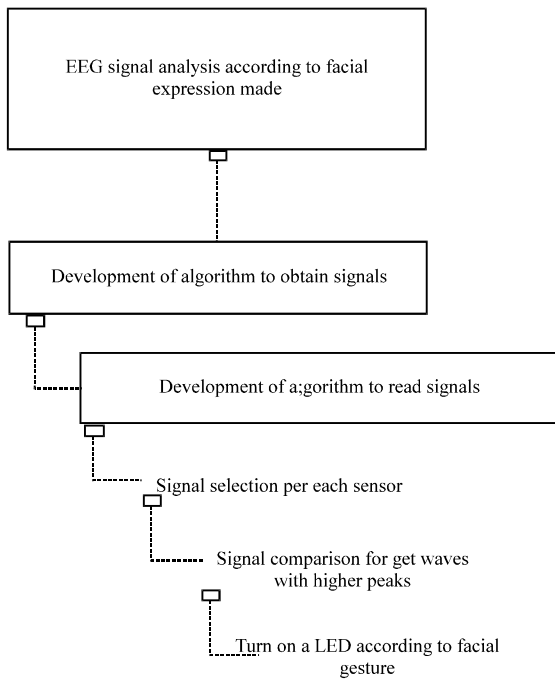 EEG signal analysis according to facial
expression made
Development of algorithm to obtain signals
Development of a;gorithm to read signals
Signal selection per each sensor
Signal comparison for get waves
with higher peaks
Turn on a LED according to facial
gesture